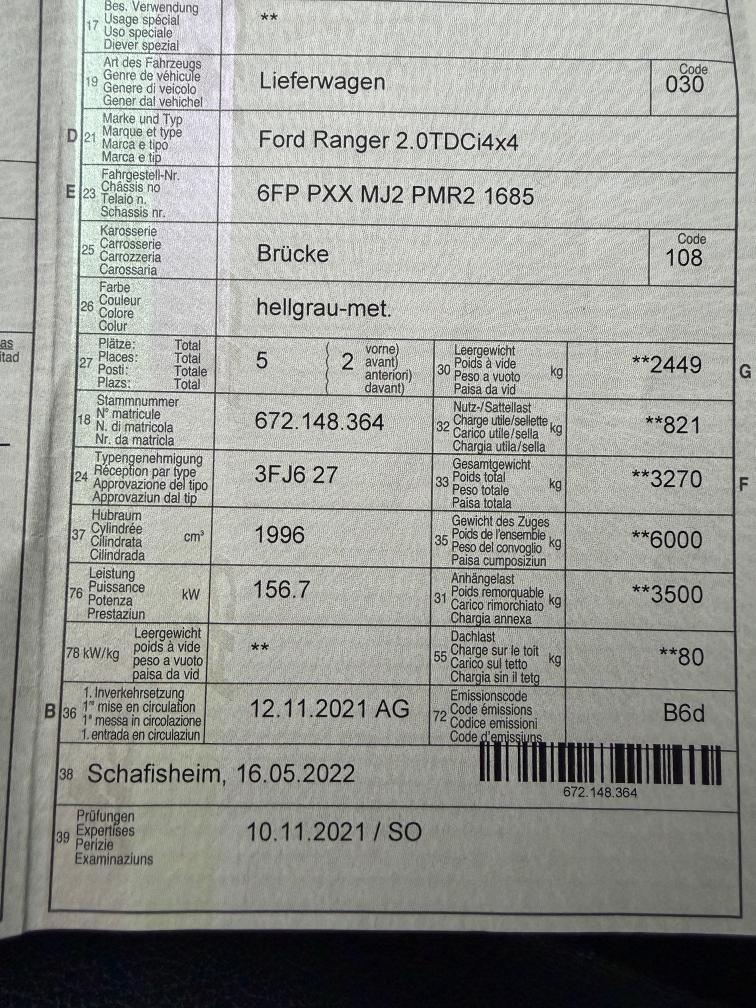 17 Bes. Verwendung
Usage spécial
Uso speciale
Diever spezial
**
19 Art des Fahrzeugs
Genre de véhicule
Genere di veicolo
Gener dal vehichel
Lieferwagen
Code
030
D 21 Marke und Typ
Marque et type
Marca e tipo
Marca e tip
Ford Ranger 2.0TDCi4x4
E 23 Fahrgestell-Nr.
Châssis no
Telaio n.
Schassis nr.
6FP PXX MJ2 PMR2 1685
25 Karosserie
Carrosserie
Carrozzeria
Carossaria
Brücke
Code
108
26 Farbe
Couleur
Colore
Colur
hellgrau-met.
as
itad
27 Plätze: Total
Places: Total
Posti: Totale
Plazs: Total
5
( 2 vorne)
( avant)
( anteriori)
( davant)
30 Leergewicht
Poids à vide
Peso a vuoto
Paisa da vid
kg
**2449
G
18 Stammnummer
N° matricule
N. di matricola
Nr. da matricla
672.148.364
32 Nutz-/Sattellast
Charge utile/sellette
Carico utile/sella
Chargia utila/sella
kg
**821
24 Typengenehmigung
Réception par type
Approvazione del tipo
Approvaziun dal tip
3FJ6 27
33 Gesamtgewicht
Poids total
Peso totale
Paisa totala
kg
**3270
F
37 Hubraum
Cylindrée
Cilindrata
Cilindrada
cm³
1996
35 Gewicht des Zuges
Poids de l'ensemble
Peso del convoglio
Paisa cumposiziun
kg
**6000
76 Leistung
Puissance
Potenza
Prestaziun
kW
156.7
31 Anhängelast
Poids remorquable
Carico rimorchiato
Chargia annexa
kg
**3500
78 kW/kg
Leergewicht
poids à vide
peso a vuoto
paisa da vid
**
55 Dachlast
Charge sur le toit
Carico sul tetto
Chargia sin il tetg
kg
**80
B 36 1. Inverkehrsetzung
1re mise en circulation
1a messa in circolazione
1. entrada en circulaziun
12.11.2021 AG
72 Emissionscode
Code émissions
Codice emissioni
Code d'emissiuns
B6d
38 Schafisheim, 16.05.2022
672.148.364
39 Prüfungen
Expertises
Perizie
Examinaziuns
10.11.2021 / SO